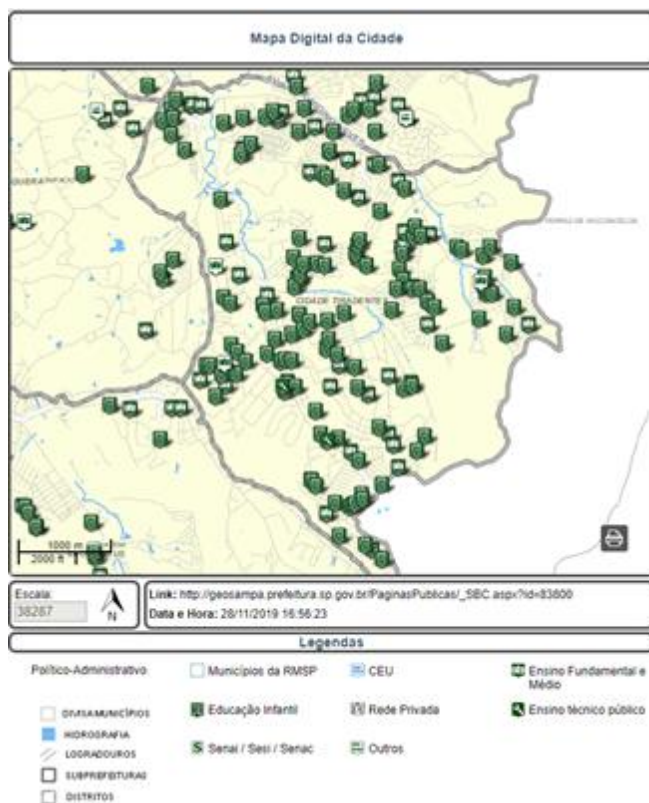 Mapa Digital da Cidade
CIDADE TIRADENTES
1000 m
2000 ft
Escala:
38287
N
Link: http://geosampa.prefeitura.sp.gov.br/PaginasPublicas/_SBC.aspx?id=83800
Data e Hora: 28/11/2019 16:56:23
Legendas
Político-Administrativo
Municípios da RMSP
CEU
Ensino Fundamental e
Médio
DIVISA MUNICÍPIOS
Educação Infantil
Rede Privada
Ensino técnico público
HIDROGRAFIA
LOGRADOUROS
Senai / Sesi / Senac
Outros
SUBPREFEITURAS
DISTRITOS